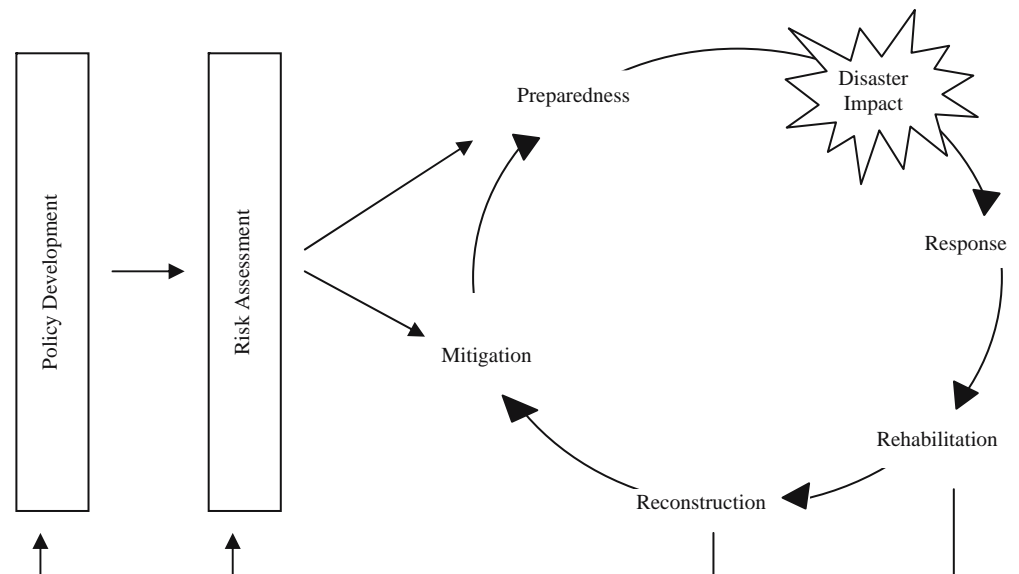 Policy Development
Risk Assessment
Preparedness
Disaster
Impact
Response
Mitigation
Rehabilitation
Reconstruction